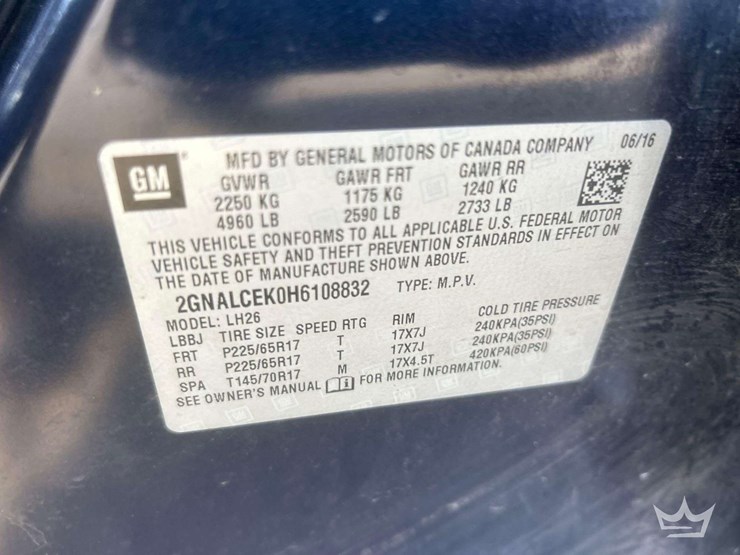 GM ® MFD BY GENERAL MOTORS OF CANADA COMPANY 06/16
GVWR GAWR FRT GAWR RR
2250 KG 1175 KG 1240 KG
4960 LB 2590 LB 2733 LB
THIS VEHICLE CONFORMS TO ALL APPLICABLE U.S. FEDERAL MOTOR
VEHICLE SAFETY AND THEFT PREVENTION STANDARDS IN EFFECT ON
THE DATE OF MANUFACTURE SHOWN ABOVE.
2GNALCEK0H6108832 TYPE: M.P.V.
MODEL: LH26
LBBJ TIRE SIZE SPEED RTG RIM COLD TIRE PRESSURE
FRT P225/65R17 T 17X7J 240KPA(35PSI)
RR P225/65R17 T 17X7J 240KPA(35PSI)
SPA T145/70R17 M 17X4.5T 420KPA(60PSI)
SEE OWNER'S MANUAL i FOR MORE INFORMATION.